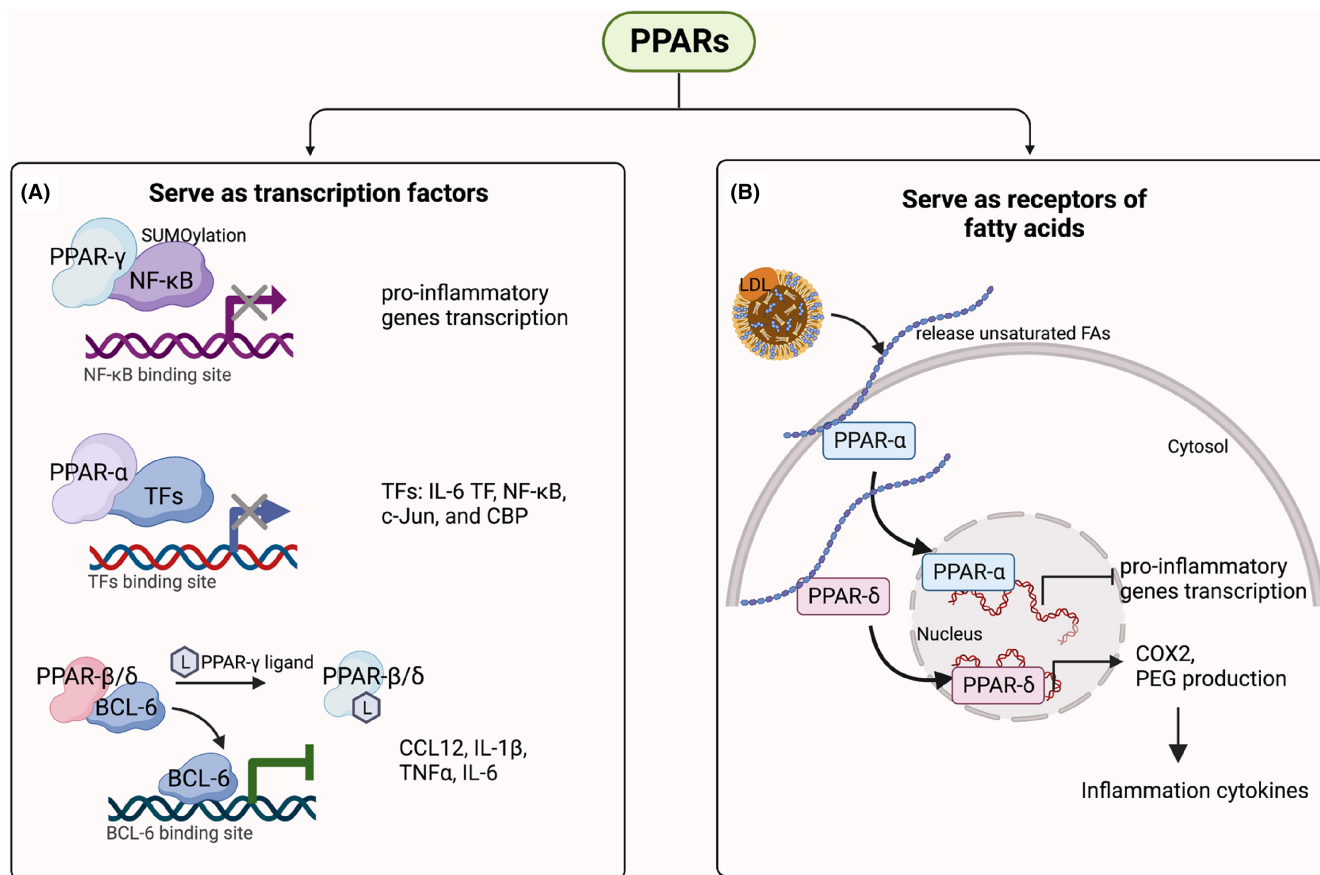 PPARs
(A)
Serve as transcription factors
SUMOylation
PPAR-γ
NF-κB
NF-κB binding site
pro-inflammatory
genes transcription
PPAR-α
TFs
TFs binding site
TFs: IL-6 TF, NF-κB,
c-Jun, and CBP
PPAR-β/δ
BCL-6
L PPAR-γ ligand
PPAR-β/δ
L
BCL-6
BCL-6 binding site
CCL12, IL-1β,
TNFα, IL-6
(B)
Serve as receptors of
fatty acids
LDL
release unsaturated FAs
PPAR-α
Cytosol
PPAR-α
pro-inflammatory
genes transcription
PPAR-δ
Nucleus
PPAR-δ
COX2,
PEG production
Inflammation cytokines